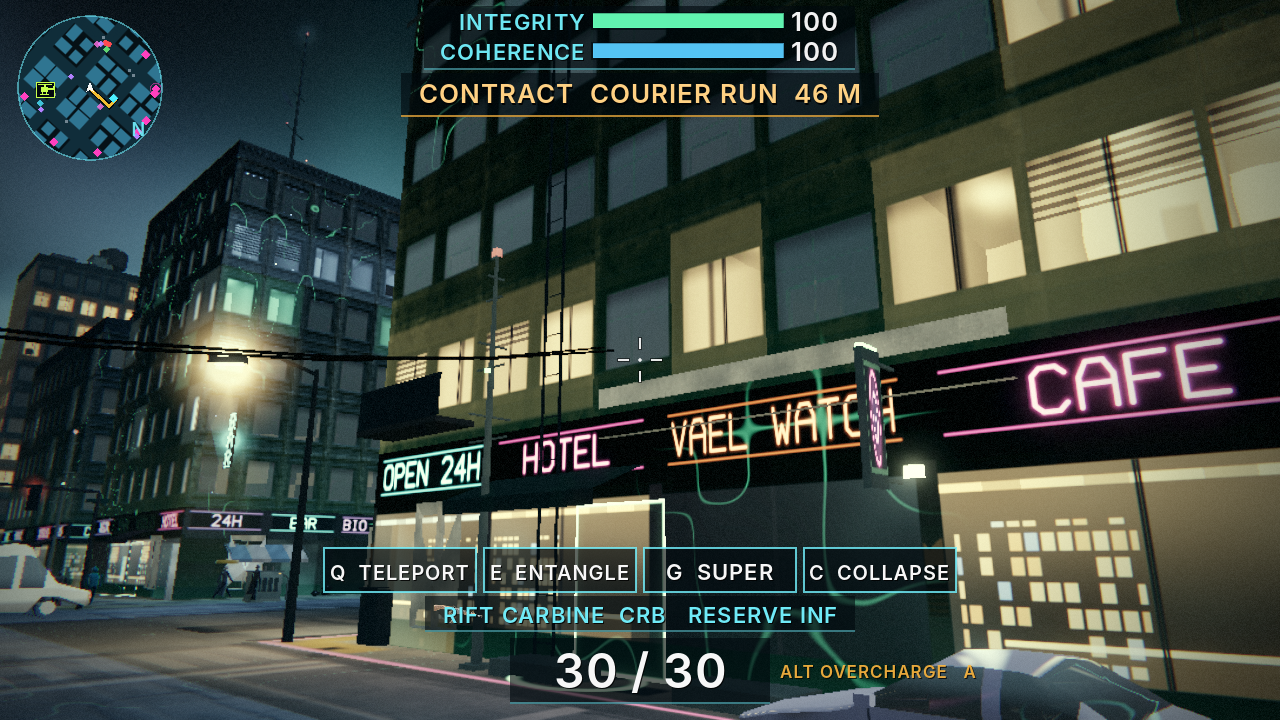 INTEGRITY 100
COHERENCE 100
CONTRACT COURIER RUN 46 M
N
CAFE
VAEL WATCH
HOTEL
OPEN 24H
HOTEL 24H BAR BIO
Q TELEPORT E ENTANGLE G SUPER C COLLAPSE
RIFT CARBINE CRB RESERVE INF
30 / 30
ALT OVERCHARGE A